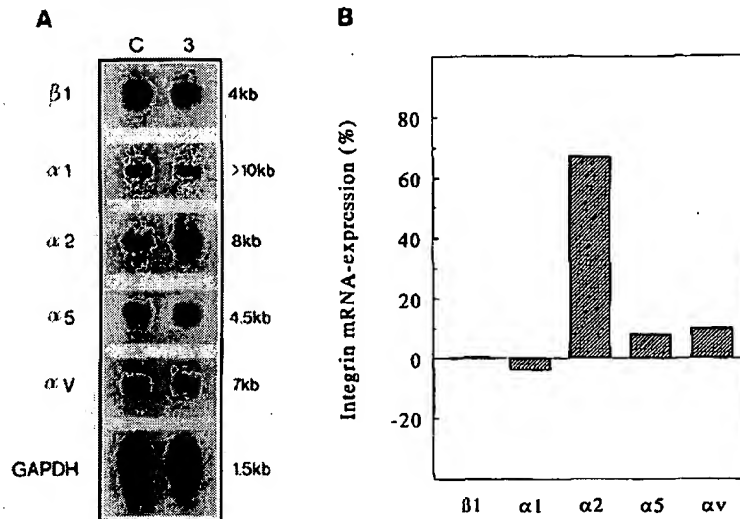 A
C 3
β1 4kb
α1 >10kb
α2 8kb
α5 4.5kb
αV 7kb
GAPDH 1.5kb
B
Integrin mRNA-expression (%)
80
60
40
20
0
-20
ß1 α1 α2 α5 αv